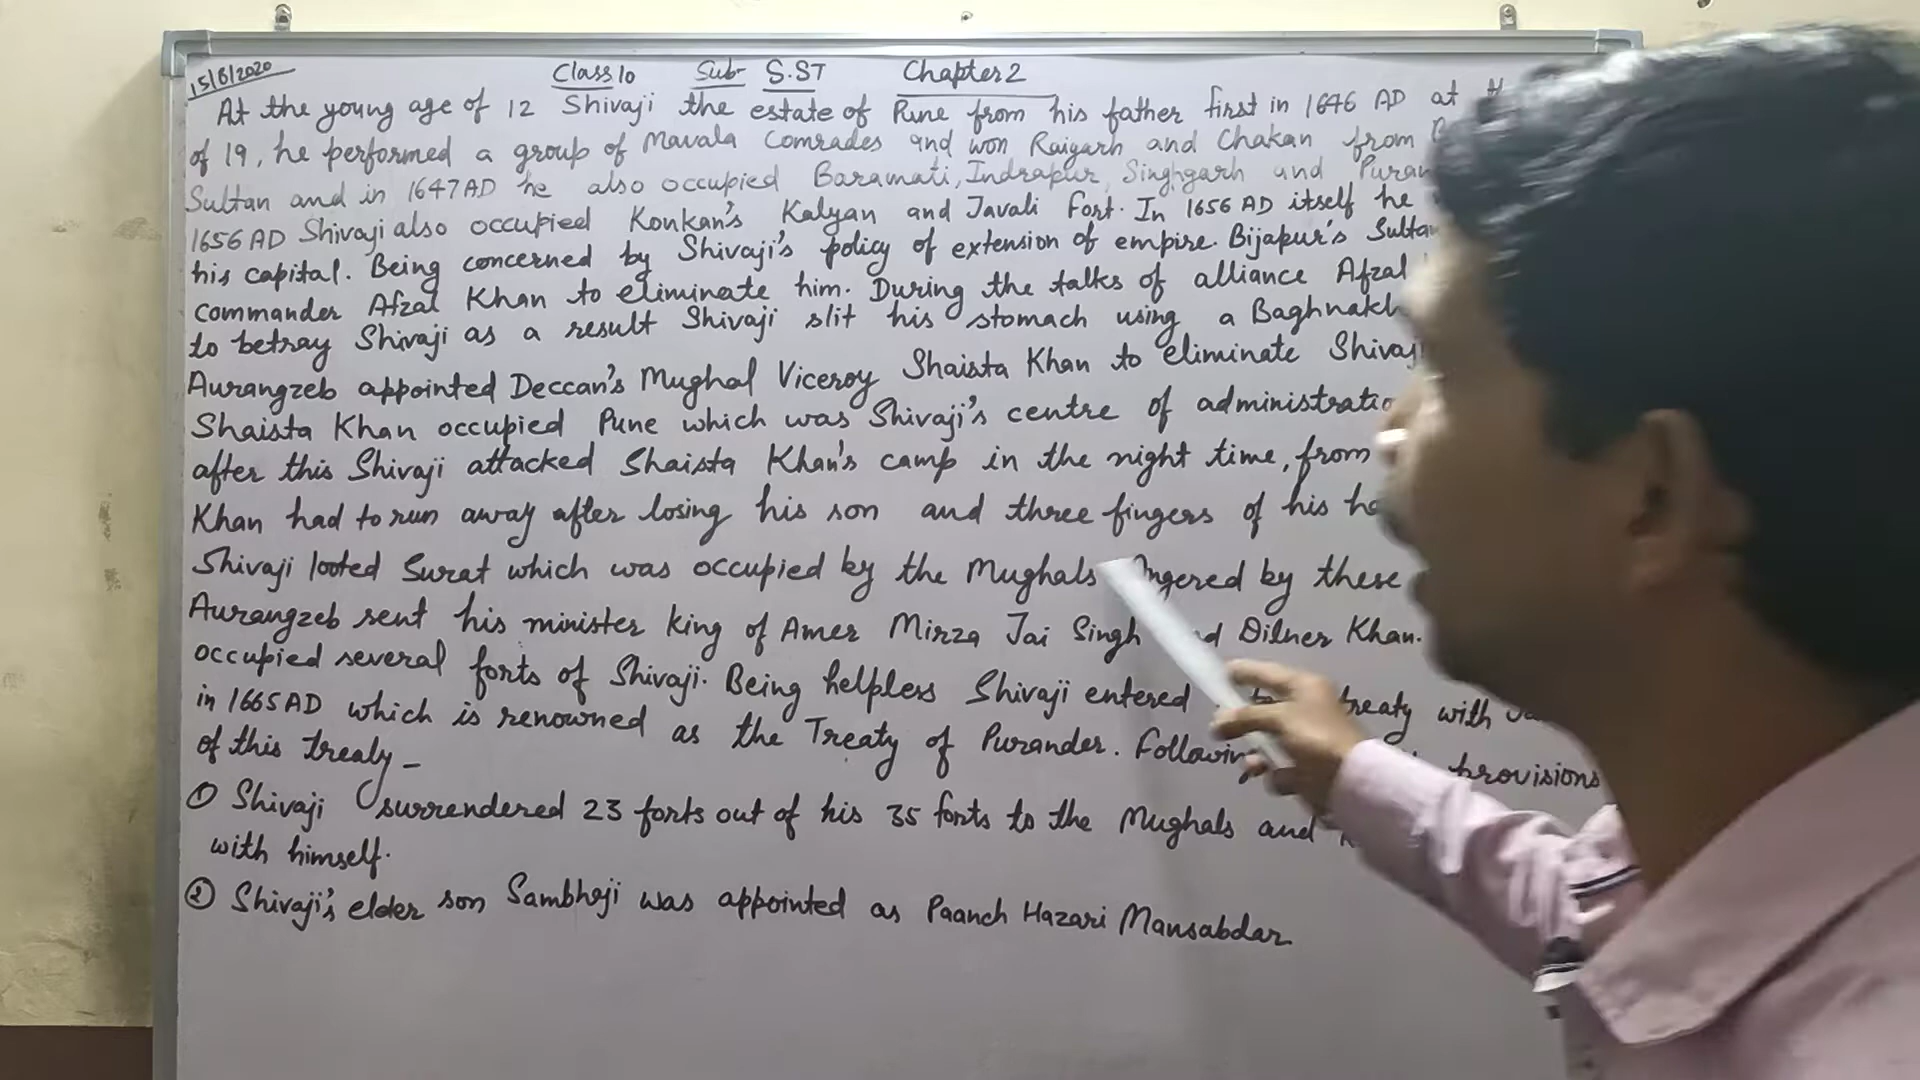 15/8/2020 Class 10 Sub- S.ST Chapter 2
At the young age of 12 Shivaji the estate of Pune from his father first in 1646 AD at
of 19, he performed a group of Mavala Comrades and won Raigarh and Chakan from
Sultan and in 1647 AD he also occupied Baramati, Indrapur, Singhgarh and
1656 AD Shivaji also occupied Konkan's Kalyan and Javali Fort. In 1656 AD itself he
his capital. Being concerned by Shivaji's policy of extension of empire. Bijapur's
commander Afzal Khan to eliminate him. During the talks of alliance Afzal
to betray Shivaji as a result Shivaji slit his stomach using a
Aurangzeb appointed Deccan's Mughal Viceroy Shaista Khan to eliminate
Shaista Khan occupied Pune which was Shivaji's centre of
after this Shivaji attacked Shaista Khan's camp in the night time, from
Khan had to run away after losing his son and three fingers of his
Shivaji looted Surat which was occupied by the Mughals Angered by these
Aurangzeb sent his minister king of Amer Mirza Jai Singh Dilner Khan.
occupied several forts of Shivaji. Being helpless Shivaji entered treaty with
in 1665 AD which is renowned as the Treaty of Purander. provisions
of this treaty –
① Shivaji surrendered 23 forts out of his 35 forts to the Mughals and
with himself.
② Shivaji's elder son Sambhaji was appointed as Paanch Hazari Mansabdar